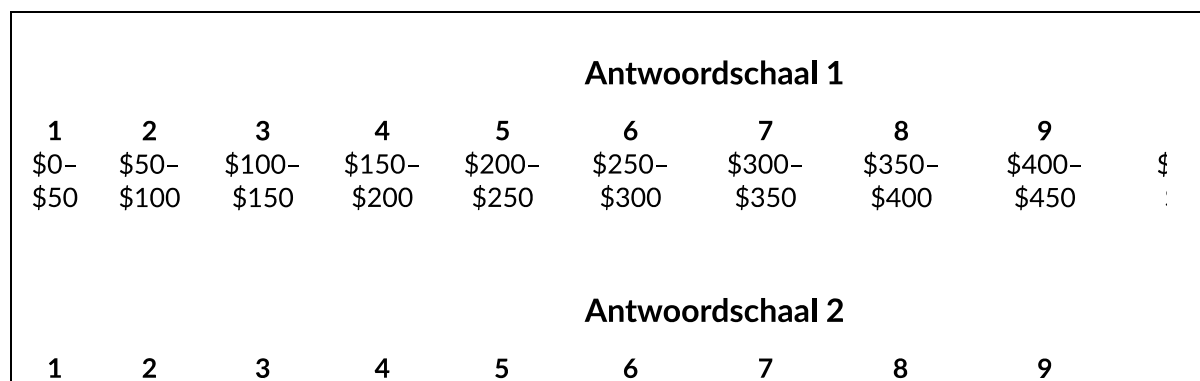 Antwoordschaal 1
1 2 3 4 5 6 7 8 9
$0– $50– $100– $150– $200– $250– $300– $350– $400– $
$50 $100 $150 $200 $250 $300 $350 $400 $450
Antwoordschaal 2
1 2 3 4 5 6 7 8 9